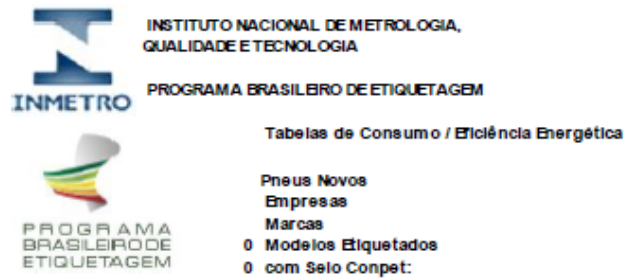 INSTITUTO NACIONAL DE METROLOGIA,
QUALIDADE E TECNOLOGIA
INMETRO
PROGRAMA BRASILEIRO DE ETIQUETAGEM
Tabelas de Consumo / Eficiência Energética
Pneus Novos
Empresas
Marcas
0 Modelos Etiquetados
0 com Selo Conpet:
PROGRAMA
BRASILEIRO DE
ETIQUETAGEM